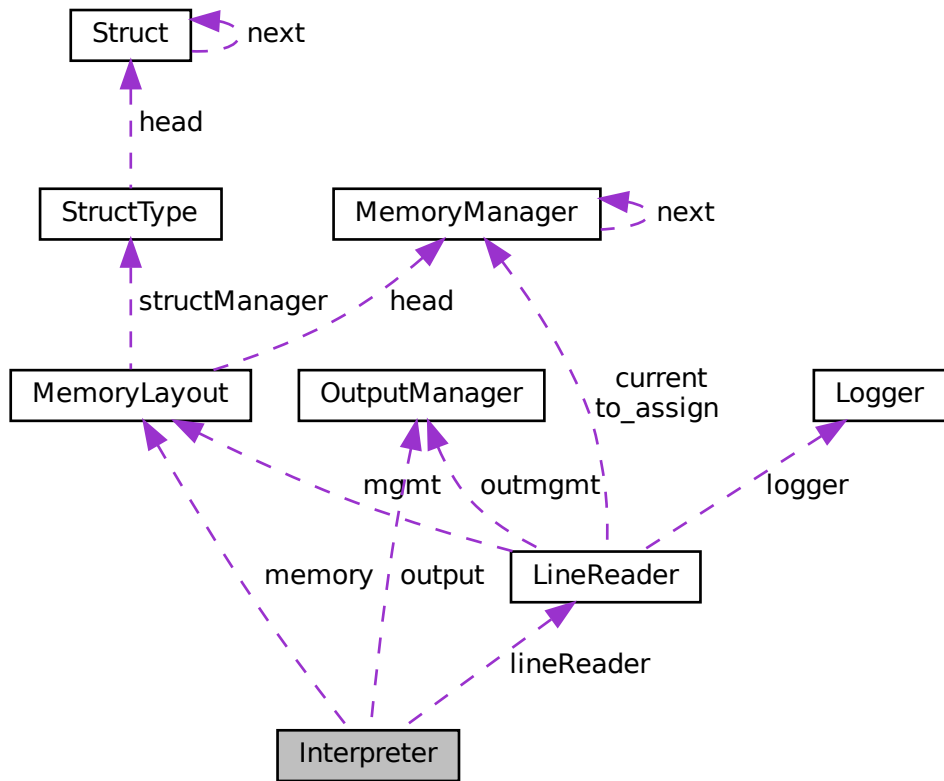 Struct
next
head
StructType
MemoryManager
next
structManager
head
MemoryLayout
OutputManager
current
to_assign
Logger
mgmt
outmgmt
logger
memory
output
LineReader
lineReader
Interpreter